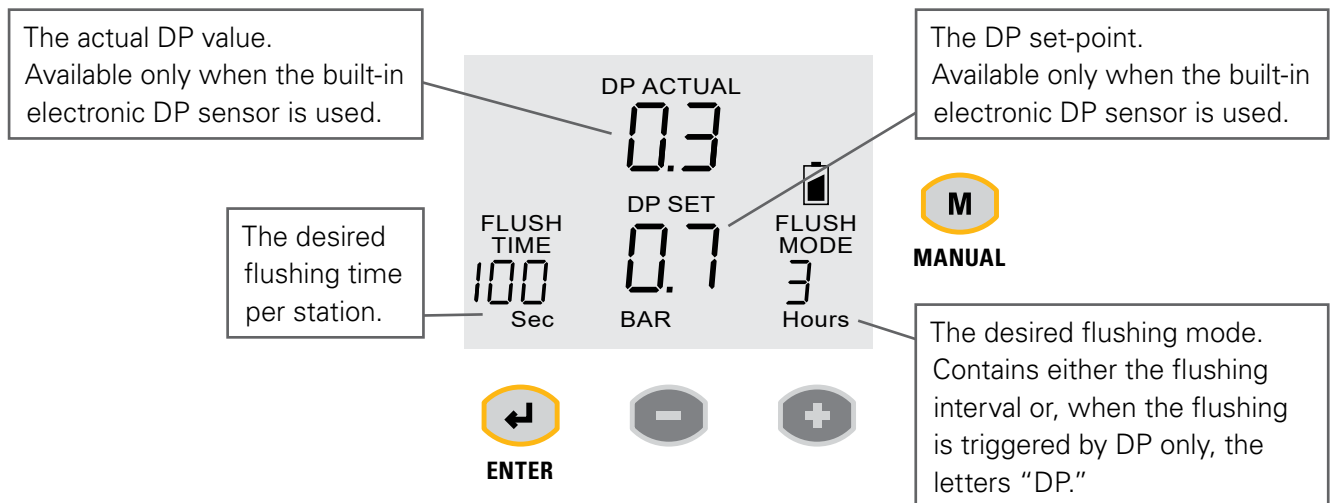 The actual DP value.
Available only when the built-in
electronic DP sensor is used.
DP ACTUAL
0.3
The DP set-point.
Available only when the built-in
electronic DP sensor is used.
The desired
flushing time
per station.
FLUSH
TIME
100
Sec
DP SET
0.7
BAR
FLUSH
MODE
3
Hours
M
MANUAL
The desired flushing mode.
Contains either the flushing
interval or, when the flushing
is triggered by DP only, the
letters “DP.”
ENTER